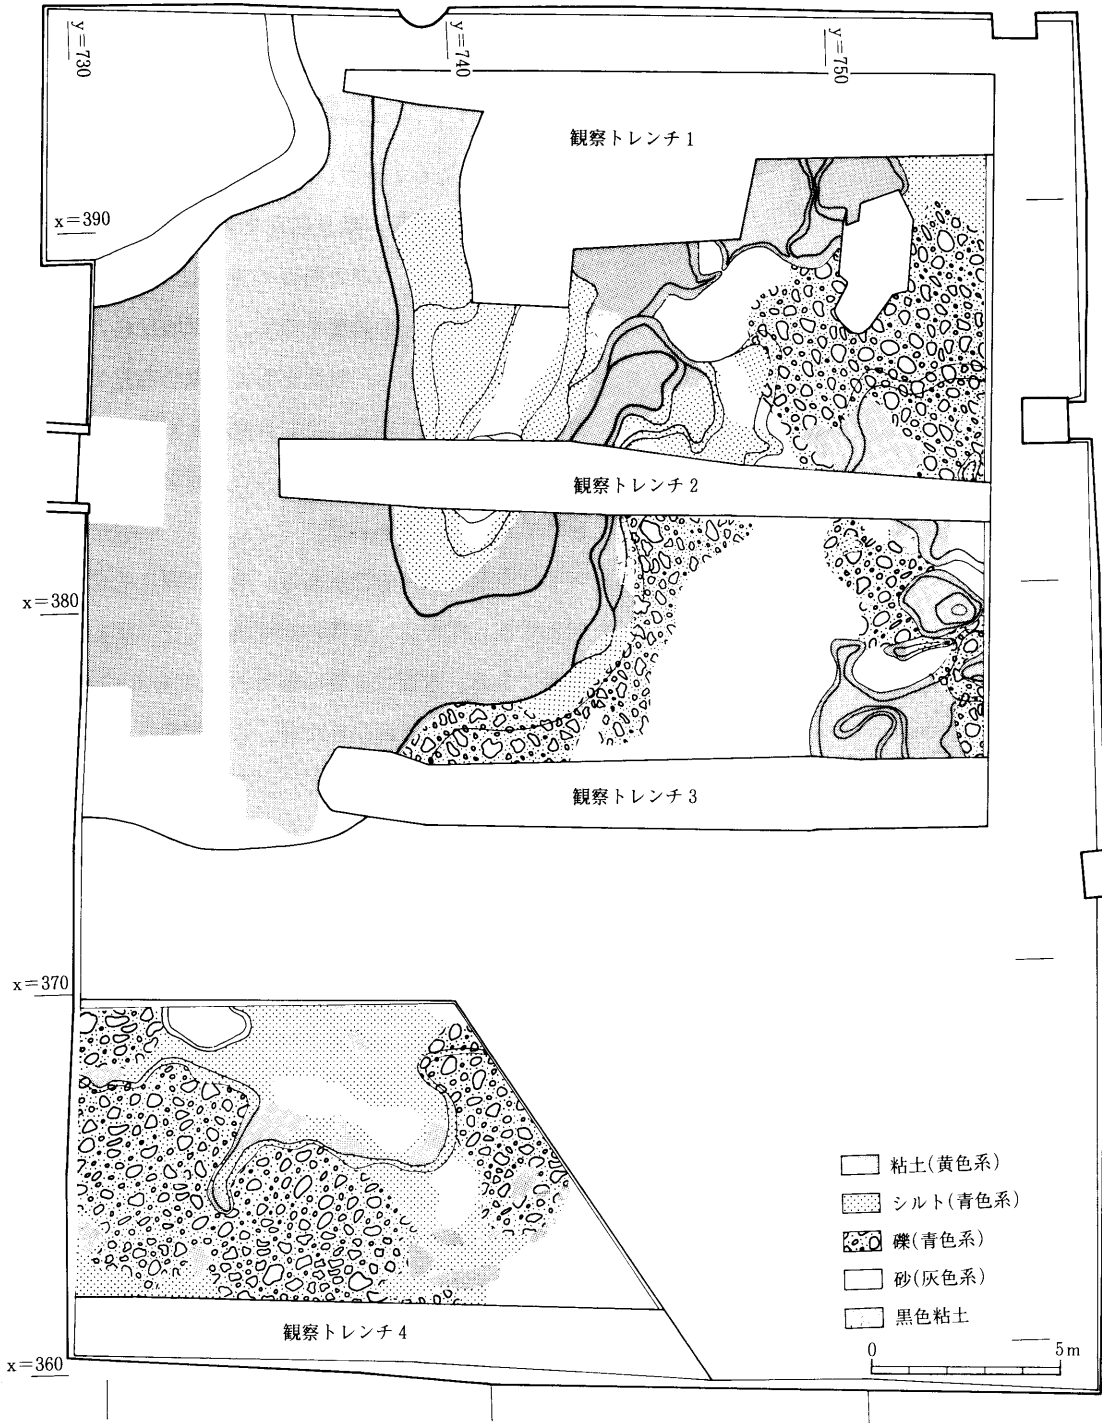 y=730
y=740
y=750
観察トレンチ1
x=390
観察トレンチ2
x=380
観察トレンチ3
x=370
粘土(黄色系)
シルト(青色系)
礫(青色系)
砂(灰色系)
黒色粘土
観察トレンチ4
0 5m
x=360